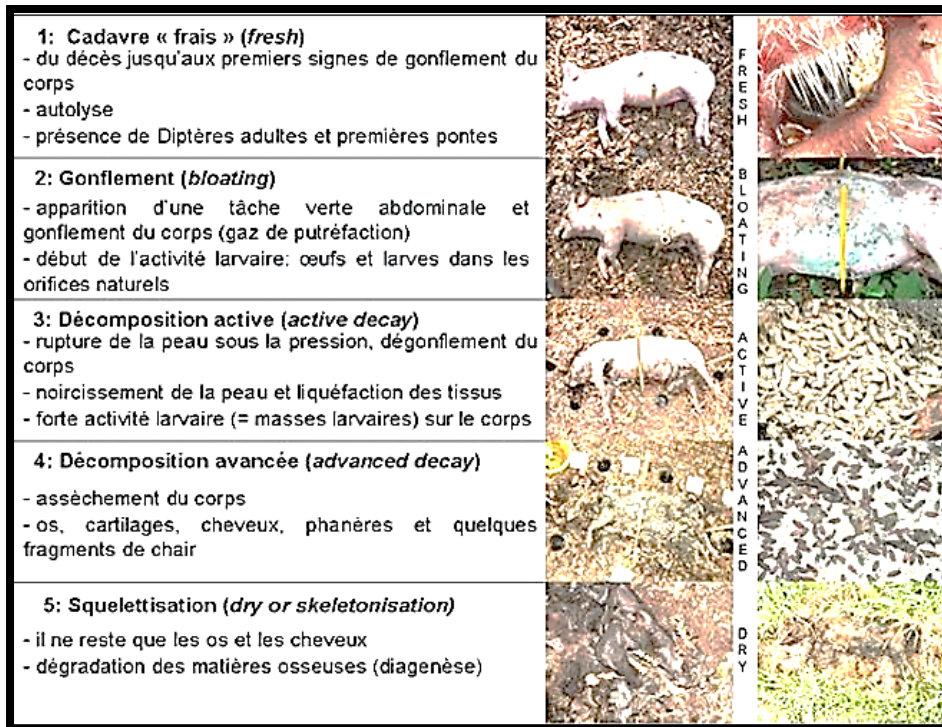 1: Cadavre « frais » (fresh)
- du décès jusqu'aux premiers signes de gonflement du
corps
- autolyse
- présence de Diptères adultes et premières pontes
FRESH
2: Gonflement (bloating)
- apparition d'une tâche verte abdominale et
gonflement du corps (gaz de putréfaction)
- début de l'activité larvaire: œufs et larves dans les
orifices naturels
BLOATING
3: Décomposition active (active decay)
- rupture de la peau sous la pression, dégonflement du
corps
- noircissement de la peau et liquéfaction des tissus
- forte activité larvaire (= masses larvaires) sur le corps
ACTIVE
4: Décomposition avancée (advanced decay)
- assèchement du corps
- os, cartilages, cheveux, phanères et quelques
fragments de chair
ADVANCED
5: Squelettisation (dry or skeletonisation)
- il ne reste que les os et les cheveux
- dégradation des matières osseuses (diagenèse)
DRY